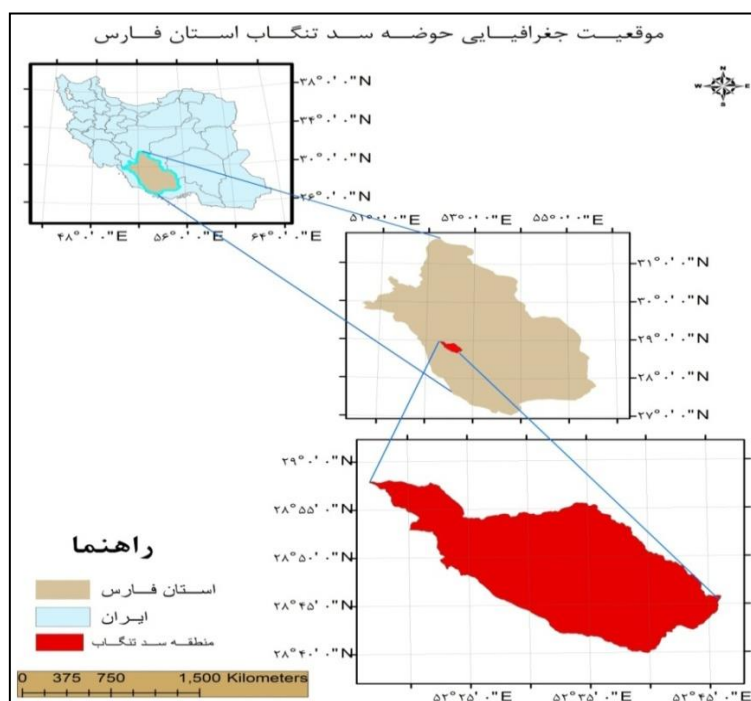 موقعیت جغرافیایی حوضه سد تنگاب استان فارس
N
W E
S
۳۸°۰'۰"N
۳۴°۰'۰"N
۳۰°۰'۰"N
۲۶°۰'۰"N
۴۸°۰'۰"E ۵۶°۰'۰"E ۶۴°۰'۰"E
۵۱°۰'۰"E ۵۳°۰'۰"E ۵۵°۰'۰"E
۳۱°۰'۰"N
۳۰°۰'۰"N
۲۹°۰'۰"N
۲۸°۰'۰"N
۲۷°۰'۰"N
۲۹°۰'۰"N
۲۸°۵۵'۰"N
۲۸°۵۰'۰"N
۲۸°۴۵'۰"N
۲۸°۴۰'۰"N
۵۲°۲۵'۰"E ۵۲°۳۵'۰"E ۵۲°۴۵'۰"E
راهنما
استان فارس
ایران
منطقه سد تنگاب
0 375 750 1,500 Kilometers